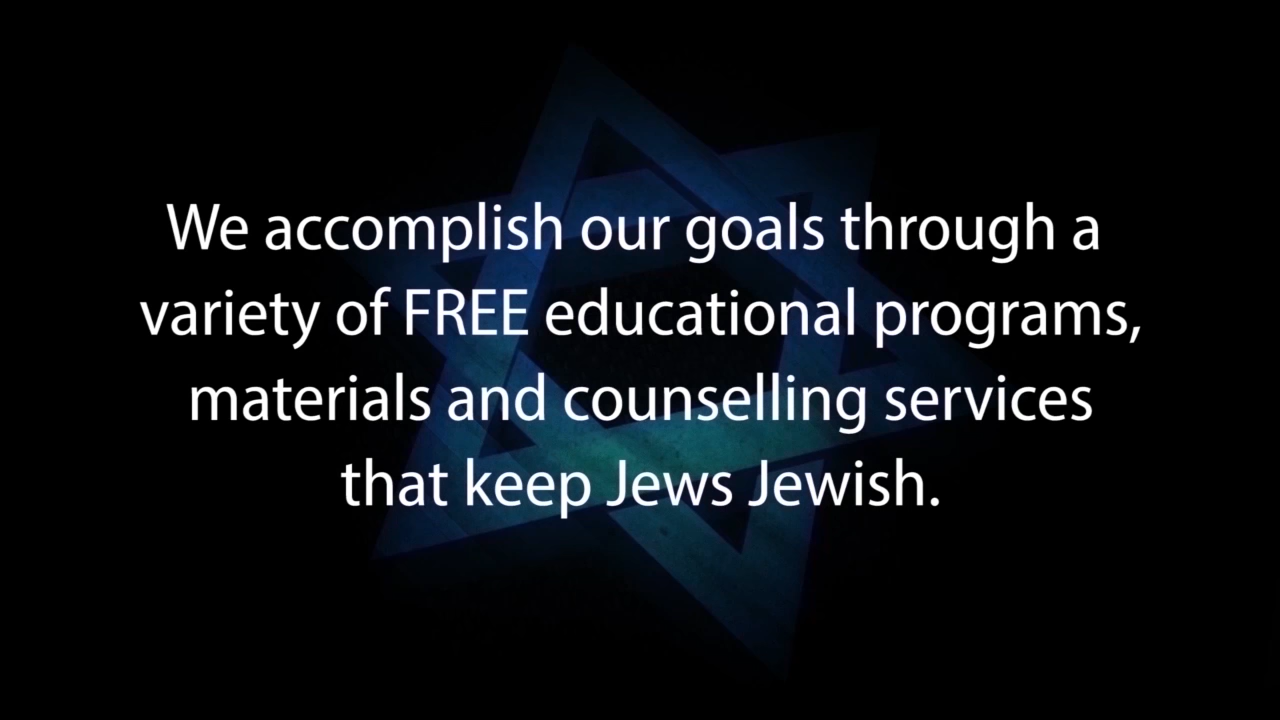 We accomplish our goals through a
variety of FREE educational programs,
materials and counselling services
that keep Jews Jewish.